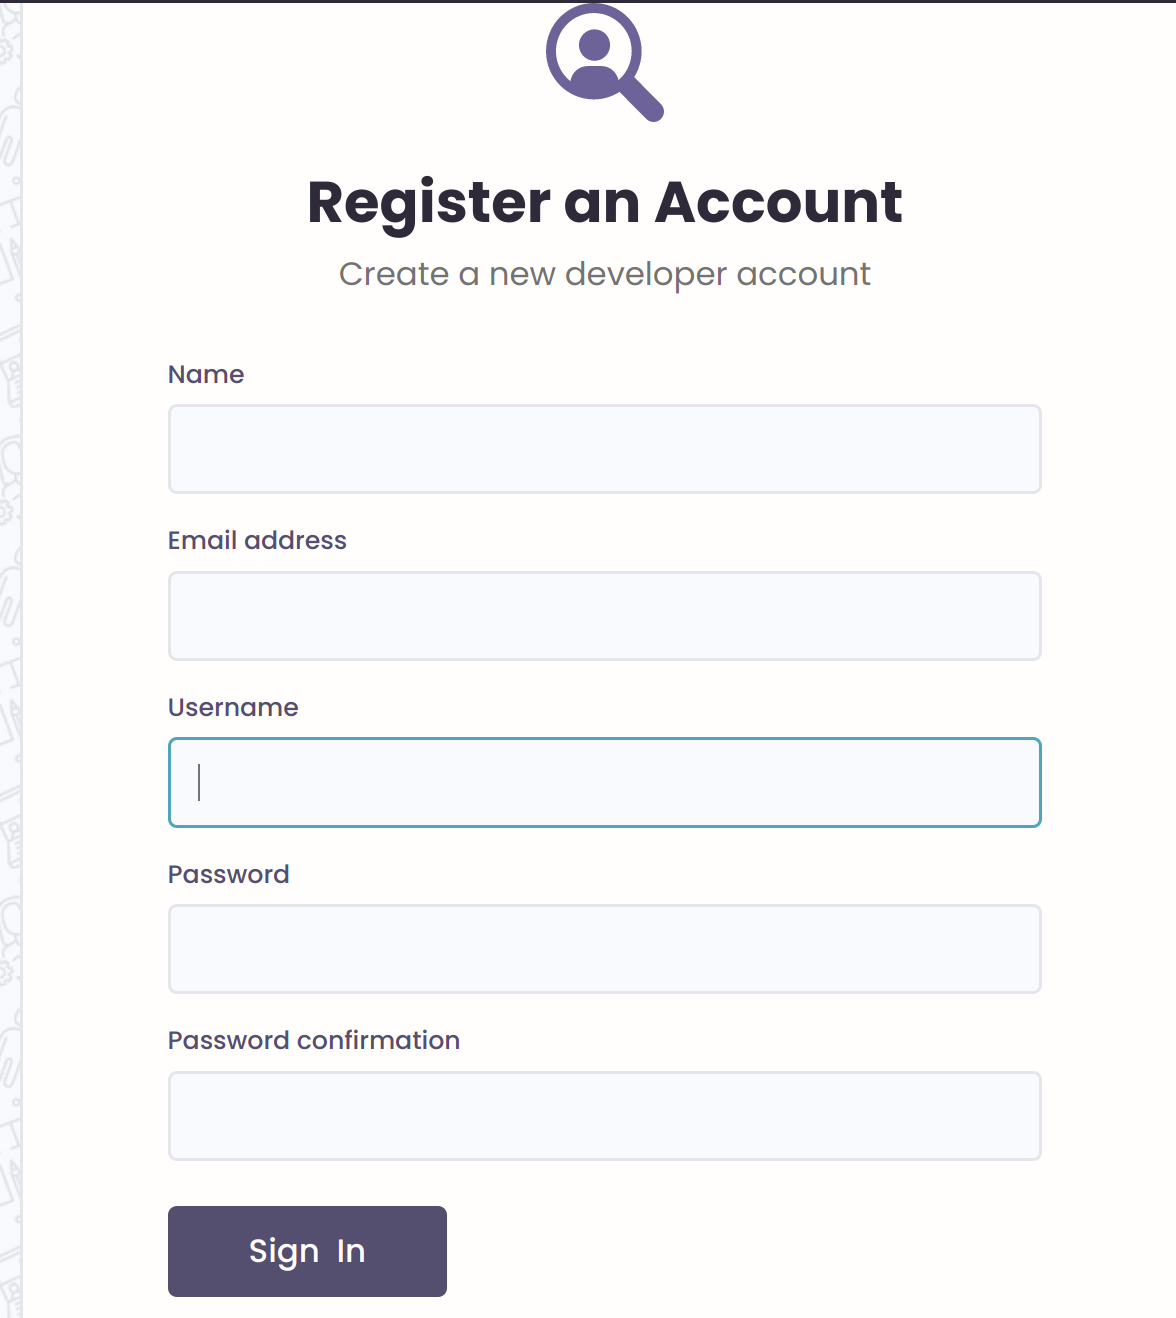 Register an Account
Create a new developer account
Name
Email address
Username
Password
Password confirmation
Sign In